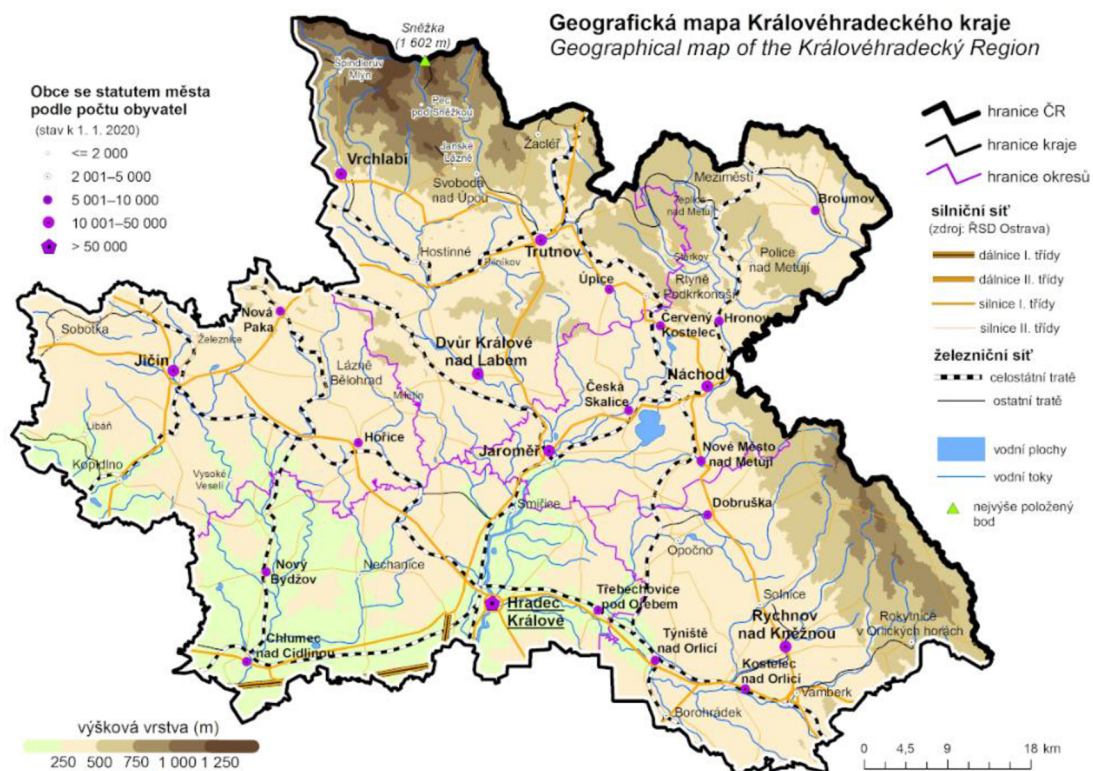 Geografická mapa Královéhradeckého kraje
Geographical map of the Královéhradecký Region
Sněžka
(1 602 m)
Obce se statutem města
podle počtu obyvatel
(stav k 1. 1. 2020)
<= 2 000
2 001–5 000
5 001–10 000
10 001–50 000
> 50 000
hranice ČR
hranice kraje
hranice okresů
silniční síť
(zdroj: ŘSD Ostrava)
dálnice I. třídy
dálnice II. třídy
silnice I. třídy
silnice II. třídy
železniční síť
celostátní tratě
ostatní tratě
vodní plochy
vodní toky
nejvýše položený
bod
Špindlerův
Mlýn
Pec
pod Sněžkou
Janské
Lázně
Žacléř
Vrchlabí
Svoboda
nad Úpou
Meziměstí
Teplice
nad Metují
Broumov
Hostinné
Trutnov
Pilníkov
Stárkov
Police
nad Metují
Úpice
Rtyně
v Podkrkonoší
Nová
Paka
Sobotka
Železnice
Červený
Kostelec
Hronov
Jičín
Dvůr Králové
nad Labem
Lázně
Bělohrad
Miletín
Česká
Skalice
Náchod
Libáň
Hořice
Jaroměř
Nové Město
nad Metují
Kopidlno
Vysoké
Veselí
Smiřice
Dobruška
Opočno
Nový
Bydžov
Nechanice
Hradec
Králové
Třebechovice
pod Orebem
Solnice
Rychnov
nad Kněžnou
Rokytnice
v Orlických horách
Chlumec
nad Cidlinou
Týniště
nad Orlicí
Kostelec
nad Orlicí
Vamberk
Borohrádek
výšková vrstva (m)
250 500 750 1 000 1 250
0 4,5 9 18 km